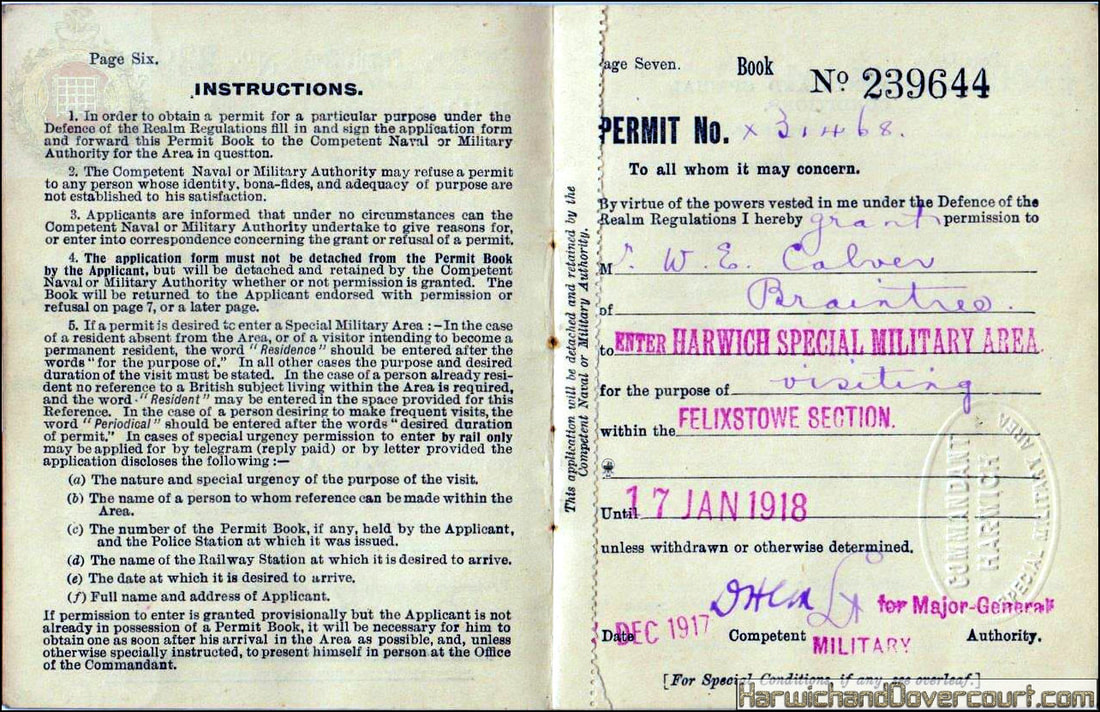 Page Six.
INSTRUCTIONS.
1. In order to obtain a permit for a particular purpose under the
Defence of the Realm Regulations fill in and sign the application form
and forward this Permit Book to the Competent Naval or Military
Authority for the Area in questton.
2. The Competent Naval or Military Authority may refuse a permit
to any person whose identity, bona-fides, and adequacy of purpose are
not established to his satisfaction.
3. Applicants are informed that under no circumstances can the
Competent Naval or Military Authority undertake to give reasons for,
or enter into correspondence concerning the grant or refusal of a permit.
4. The application form must not be detached from the Permit Book
by the Applicant, but will be detached and retained by the Competent
Naval or Military Authority whether or not permission is granted. The
Book will be returned to the Applicant endorsed with permission or
refusal on page 7, or a later page.
5. If a permit is desired to enter a Special Military Area :—In the case
of a resident absent from the Area, or of a visitor intending to become a
permanent resident, the word "Residence" should be entered after the
words "for the purpose of." In all other cases the purpose and desired
duration of the visit must be stated. In the case of a person already resi-
dent no reference to a British subject living within the Area is required,
and the word "Resident" may be entered in the space provided for this
Reference. In the case of a person desiring to make frequent visits, the
word "Periodical" should be entered after the words "desired duration
of permit." In cases of special urgency permission to enter by rail only
may be applied for by telegram (reply paid) or by letter provided the
application discloses the following :—
(a) The nature and special urgency of the purpose of the visit.
(b) The name of a person to whom reference can be made within the
Area.
(c) The number of the Permit Book, if any, held by the Applicant,
and the Police Station at which it was issued.
(d) The name of the Railway Station at which it is desired to arrive.
(e) The date at which it is desired to arrive.
(f) Full name and address of Applicant.
If permission to enter is granted provisionally but the Applicant is not
already in possession of a Permit Book, it will be necessary for him to
obtain one as soon after his arrival in the Area as possible, and, unless
otherwise specially instructed, to present himself in person at the Office
of the Commandant.
This application will be detached and retained by the
Competent Naval or Military Authority.
age Seven.
Book No 239644
PERMIT No. x 31468.
To all whom it may concern.
By virtue of the powers vested in me under the Defence of the
Realm Regulations I hereby grant permission to
M W. E. Calver
of Braintree.
to ENTER HARWICH SPECIAL MILITARY AREA.
for the purpose of visiting
within the FELIXSTOWE SECTION.
Until 17 JAN 1918
unless withdrawn or otherwise determined.
for Major-General
Date DEC 1917 Competent MILITARY Authority.
[For Special Conditions, if any, see overleaf.]
COMMANDANT
HARWICH
SPECIAL MILITARY AREA
HarwichandDovercourt.com